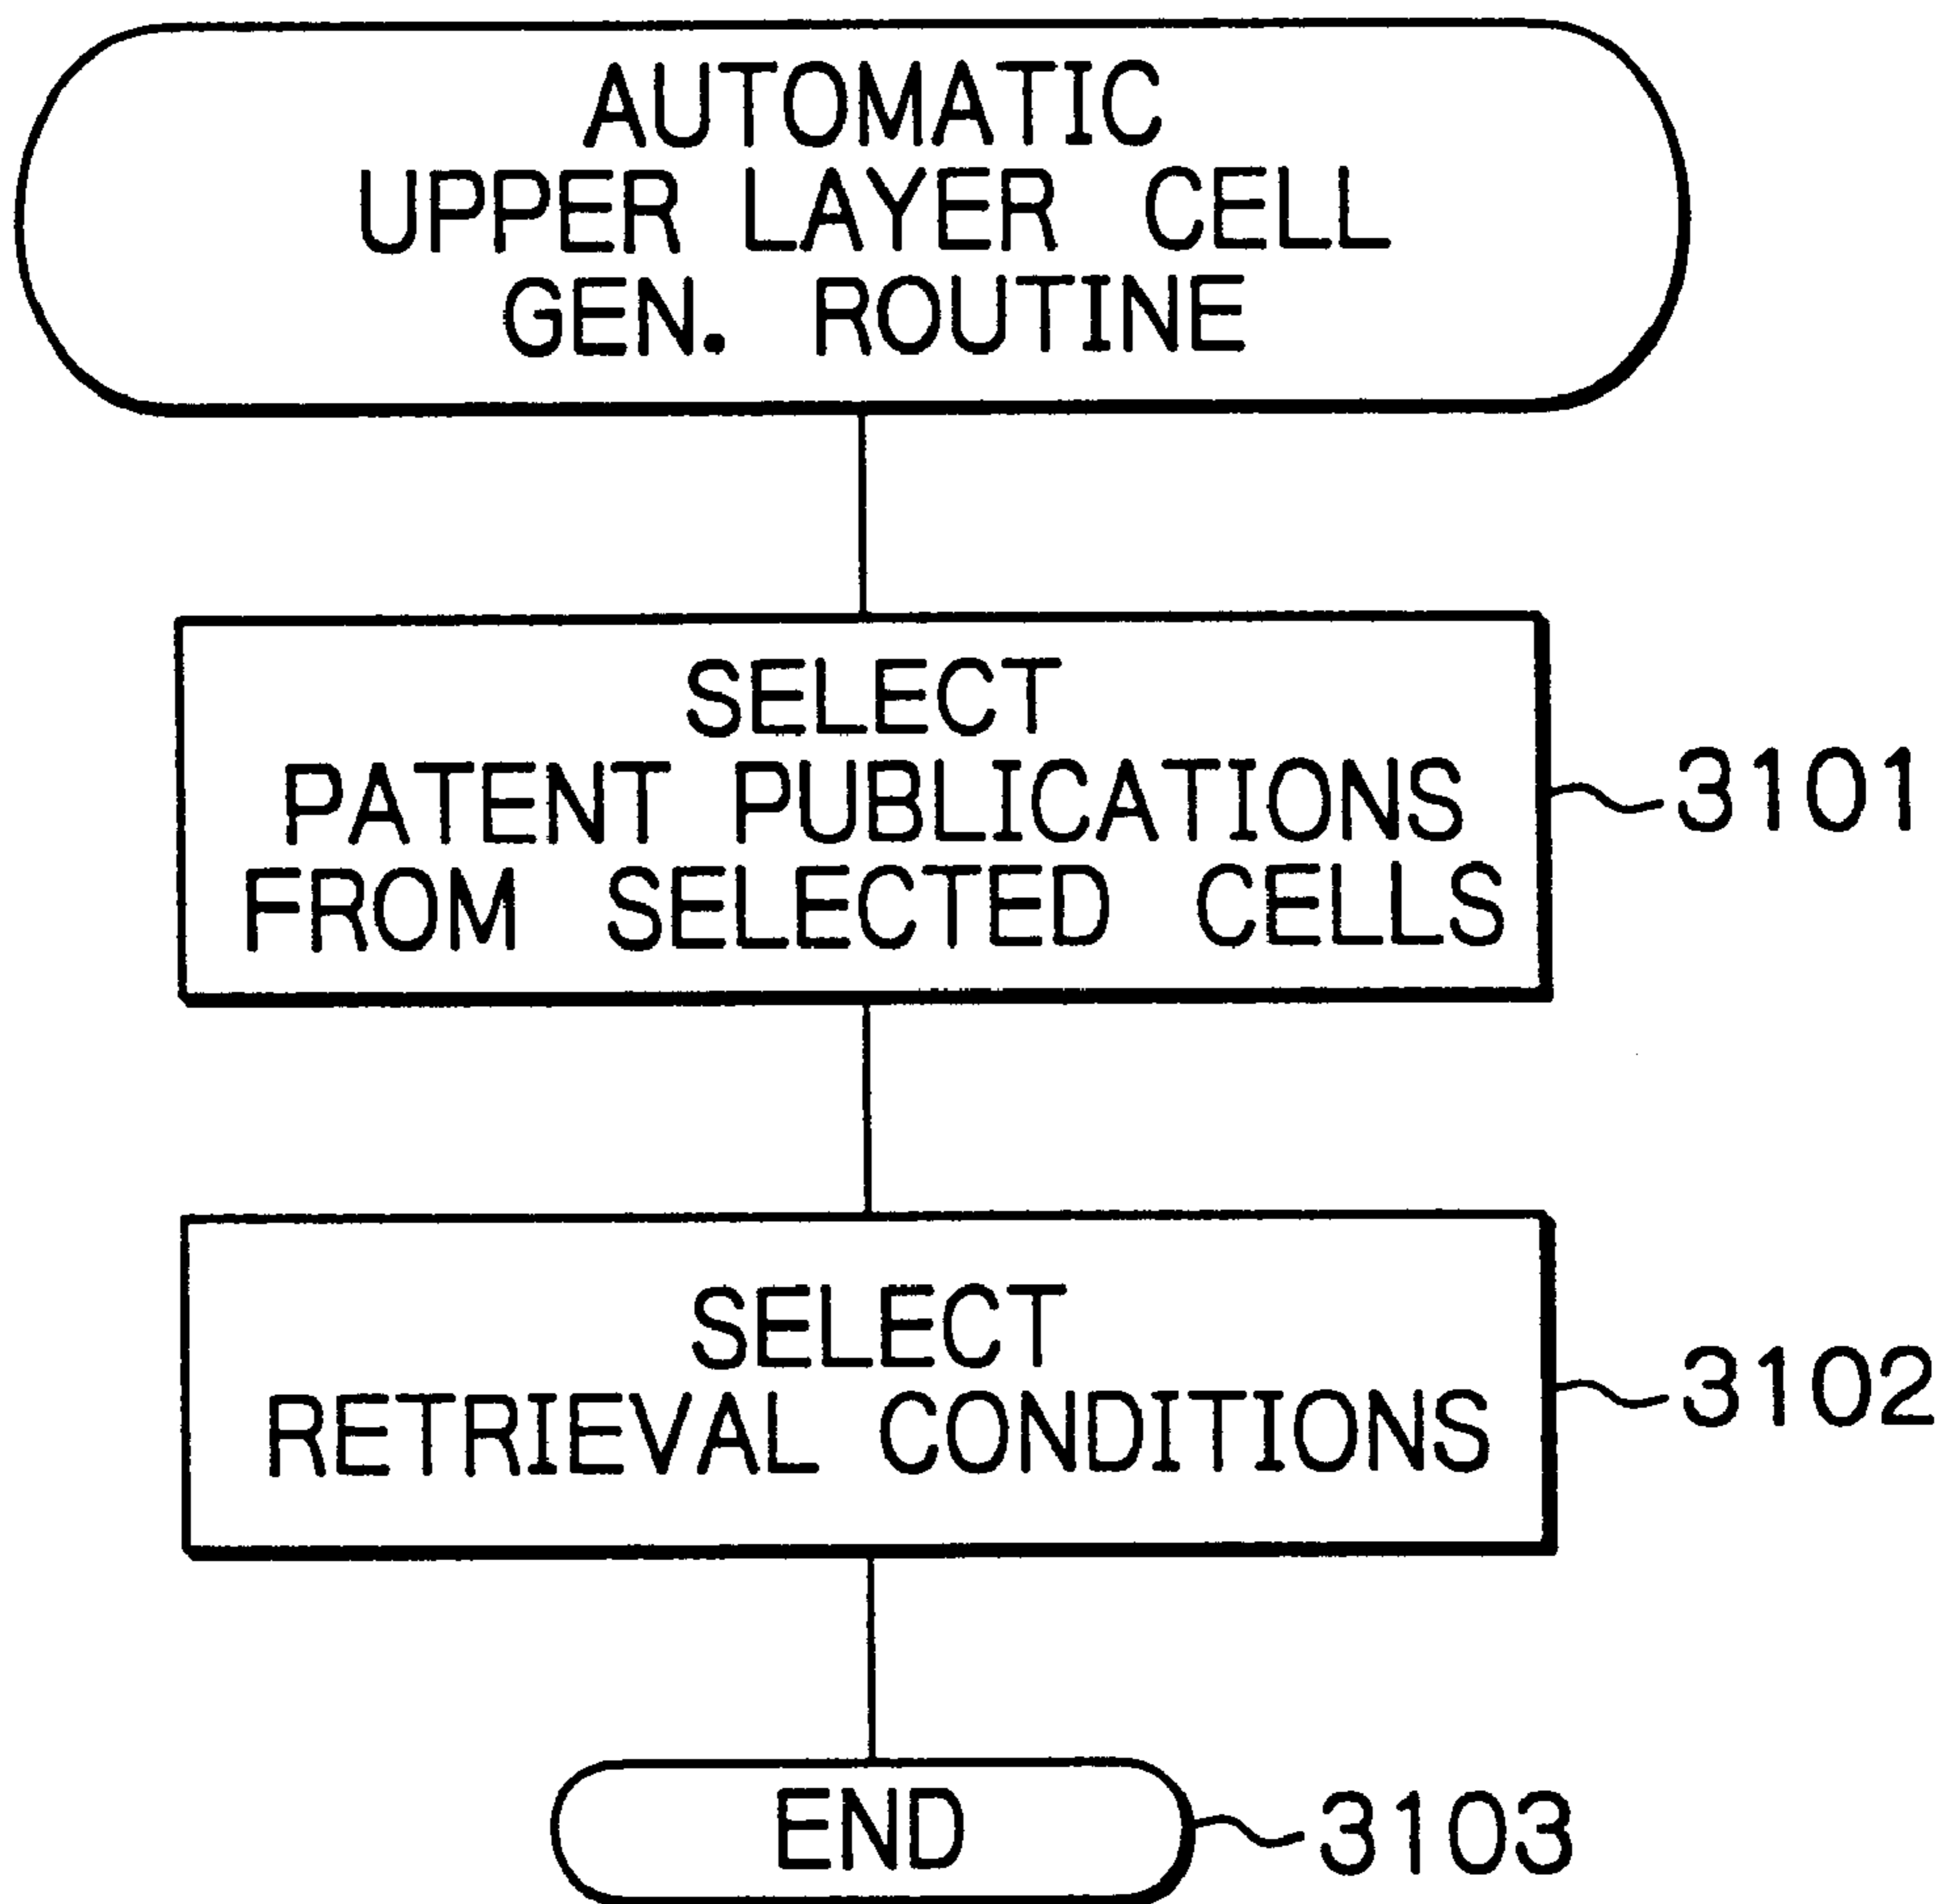 AUTOMATIC
UPPER LAYER CELL
GEN. ROUTINE
SELECT
PATENT PUBLICATIONS
FROM SELECTED CELLS
3101
SELECT
RETRIEVAL CONDITIONS
3102
END
3103